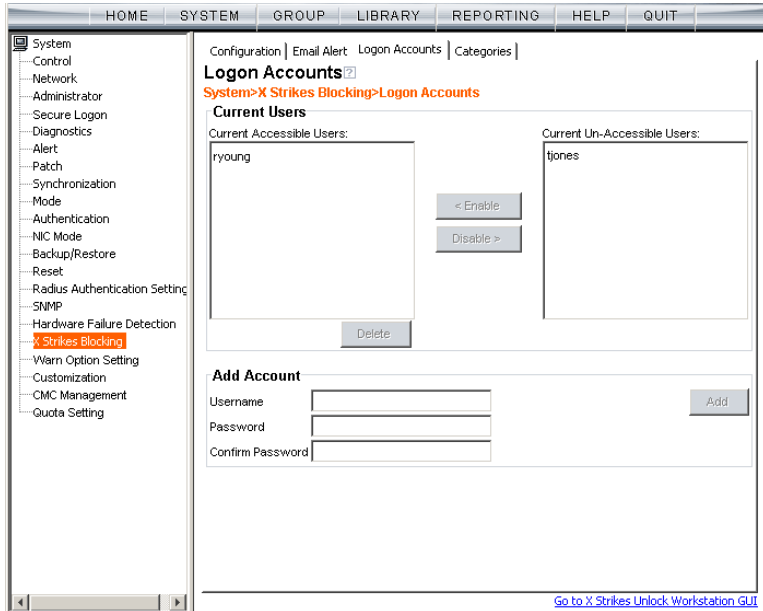 HOME SYSTEM GROUP LIBRARY REPORTING HELP QUIT
System
Control
Network
Administrator
Secure Logon
Diagnostics
Alert
Patch
Synchronization
Mode
Authentication
NIC Mode
Backup/Restore
Reset
Radius Authentication Setting
SNMP
Hardware Failure Detection
X Strikes Blocking
Warn Option Setting
Customization
CMC Management
Quota Setting
Configuration | Email Alert Logon Accounts | Categories |
Logon Accounts ?
System>X Strikes Blocking>Logon Accounts
Current Users
Current Accessible Users:
ryoung
< Enable
Disable >
Current Un-Accessible Users:
tjones
Delete
Add Account
Username
Password
Confirm Password
Add
Go to X Strikes Unlock Workstation GUI